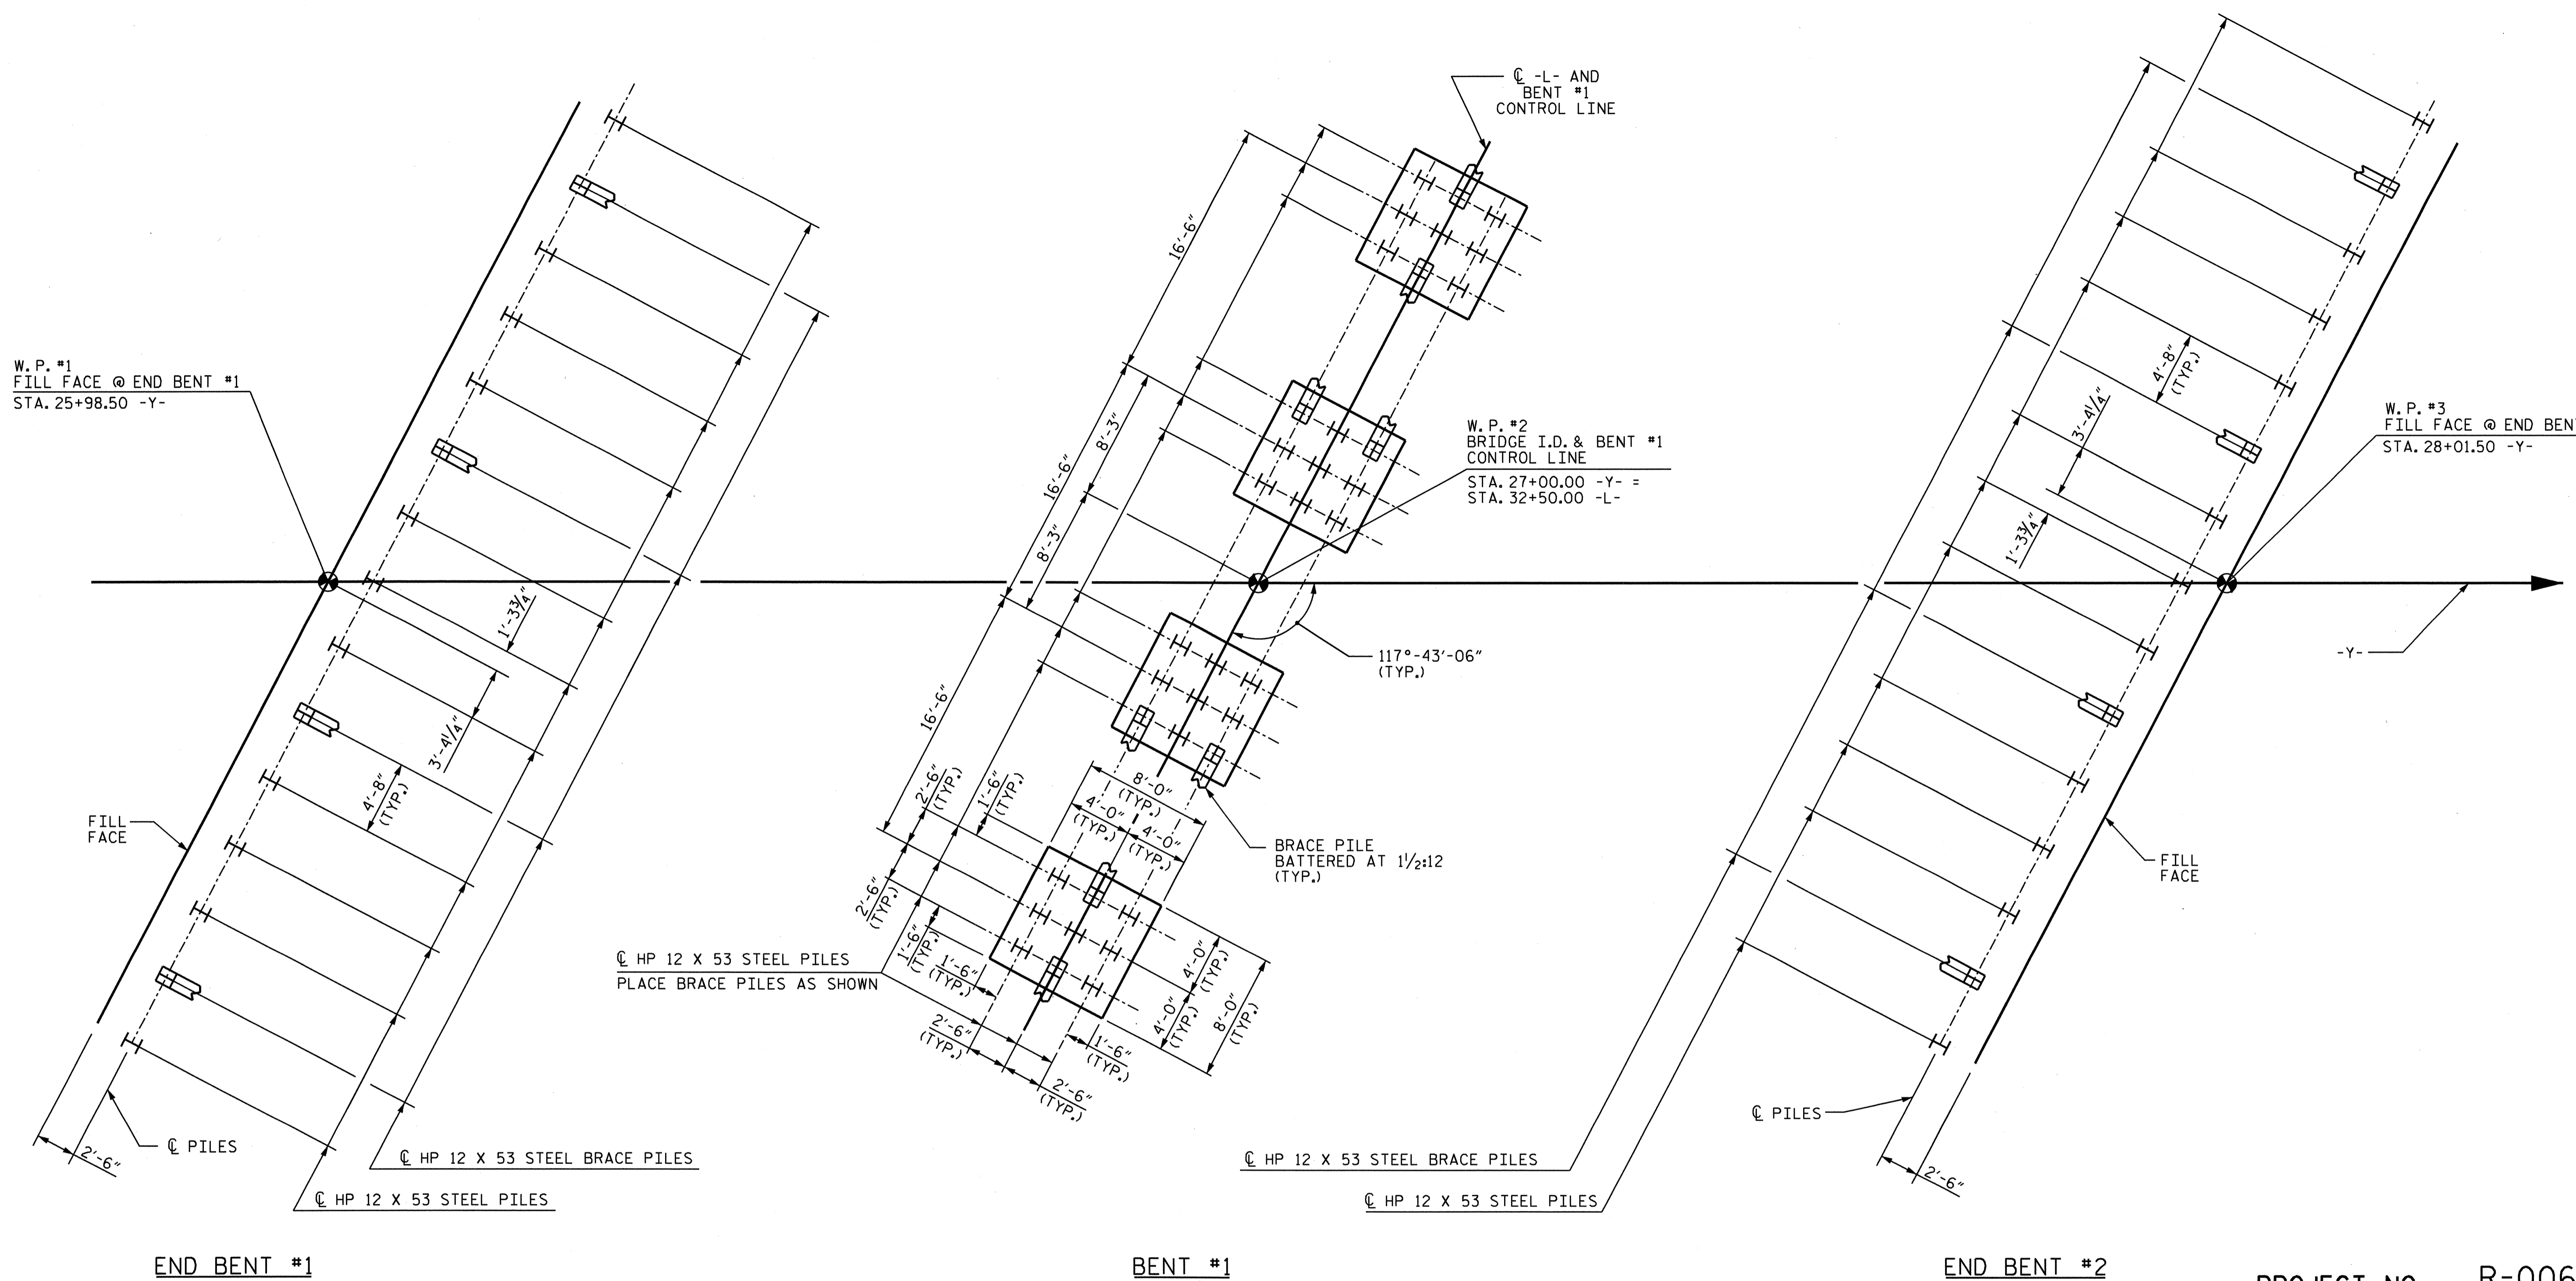 ℄ -L- AND
BENT #1
CONTROL LINE
W. P. #1
FILL FACE @ END BENT #1
STA. 25+98.50 -Y-
1'-3¾"
3'-4¼"
4'-8"
(TYP.)
FILL
FACE
2'-6"
℄ PILES
℄ HP 12 X 53 STEEL BRACE PILES
℄ HP 12 X 53 STEEL PILES
END BENT #1
16'-6"
16'-6"
8'-3"
8'-3"
16'-6"
W. P. #2
BRIDGE I.D. & BENT #1
CONTROL LINE
STA. 27+00.00 -Y- =
STA. 32+50.00 -L-
117°-43'-06"
(TYP.)
2'-6"
(TYP.)
1'-6"
(TYP.)
8'-0"
(TYP.)
4'-0"
(TYP.)
4'-0"
(TYP.)
BRACE PILE
BATTERED AT 1½:12
(TYP.)
2'-6"
(TYP.)
℄ HP 12 X 53 STEEL PILES
PLACE BRACE PILES AS SHOWN
1'-6"
(TYP.)
1'-6"
(TYP.)
4'-0"
(TYP.)
4'-0"
(TYP.)
8'-0"
(TYP.)
2'-6"
(TYP.)
1'-6"
(TYP.)
2'-6"
(TYP.)
BENT #1
4'-8"
(TYP.)
3'-4¼"
1'-3¾"
W. P. #3
FILL FACE @ END BEN
STA. 28+01.50 -Y-
-Y-
FILL
FACE
℄ PILES
2'-6"
℄ HP 12 X 53 STEEL BRACE PILES
℄ HP 12 X 53 STEEL PILES
END BENT #2